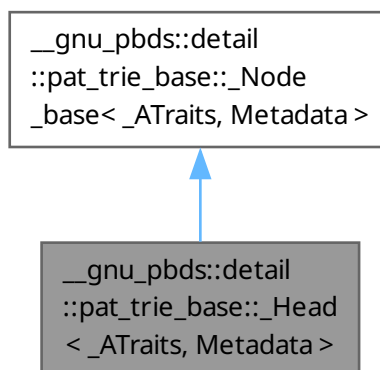 __gnu_pbds::detail
::pat_trie_base::_Node
_base< _ATraits, Metadata >
__gnu_pbds::detail
::pat_trie_base::_Head
< _ATraits, Metadata >